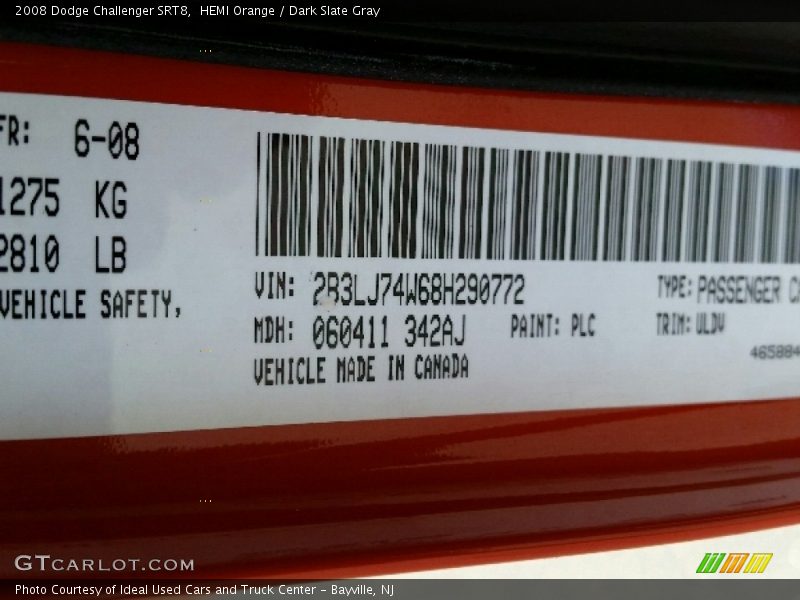 2008 Dodge Challenger SRT8,  HEMI Orange / Dark Slate Gray
FR: 6-08
1275 KG
2810 LB
VEHICLE SAFETY,
VIN: 2B3LJ74W68H290772
TYPE: PASSENGER
MDH: 060411 342AJ
PAINT: PLC
TRIM: ULDV
VEHICLE MADE IN CANADA
465884
GTCARLOT.COM
Photo Courtesy of Ideal Used Cars and Truck Center - Bayville, NJ